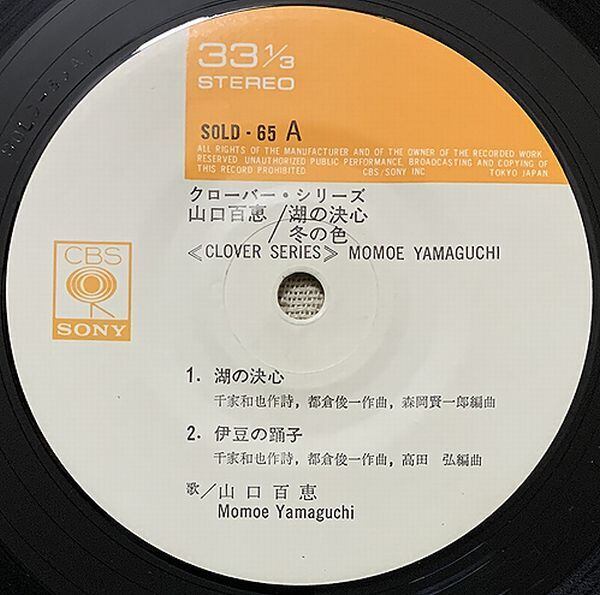 33 1/3
STEREO
SOLD - 65 A
ALL RIGHTS OF THE MANUFACTURER AND OF THE OWNER OF THE RECORDED WORK
RESERVED UNAUTHORIZED PUBLIC PERFORMANCE, BROADCASTING AND COPYING OF
THIS RECORD PROHIBITED CBS/SONY INC TOKYO JAPAN
クローバー・シリーズ
山口百恵/湖の決心
冬の色
≪CLOVER SERIES≫ MOMOE YAMAGUCHI
CBS
SONY
1. 湖の決心
千家和也作詩, 都倉俊一作曲, 森岡賢一郎編曲
2. 伊豆の踊子
千家和也作詩, 都倉俊一作曲, 高田 弘編曲
歌/山口百恵
Momoe Yamaguchi